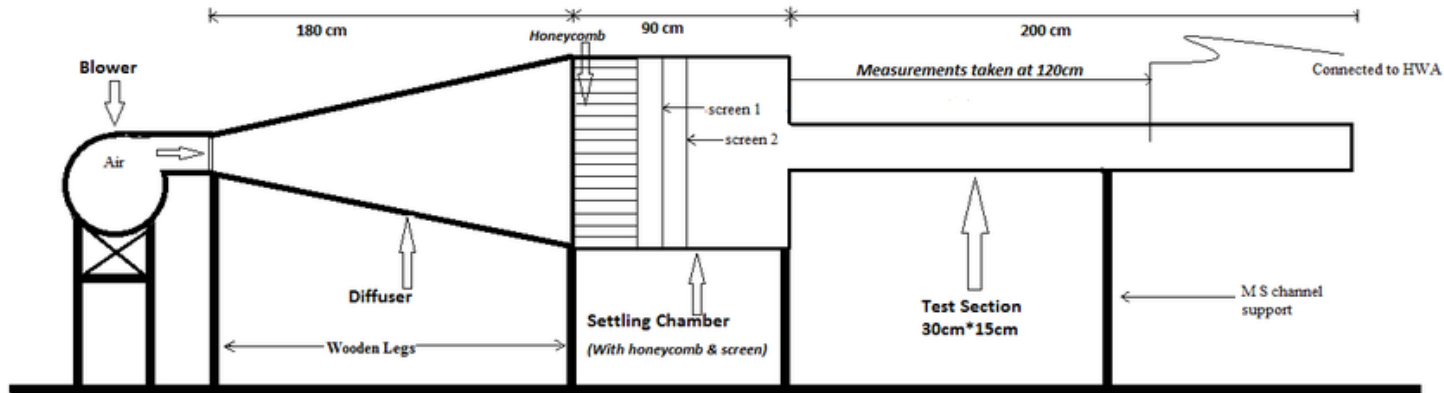 180 cm
90 cm
200 cm
Honeycomb
Blower
Measurements taken at 120cm
Connected to HWA
screen 1
screen 2
Air
Diffuser
Settling Chamber
(With honeycomb & screen)
Test Section
30cm*15cm
M S channel
support
Wooden Legs